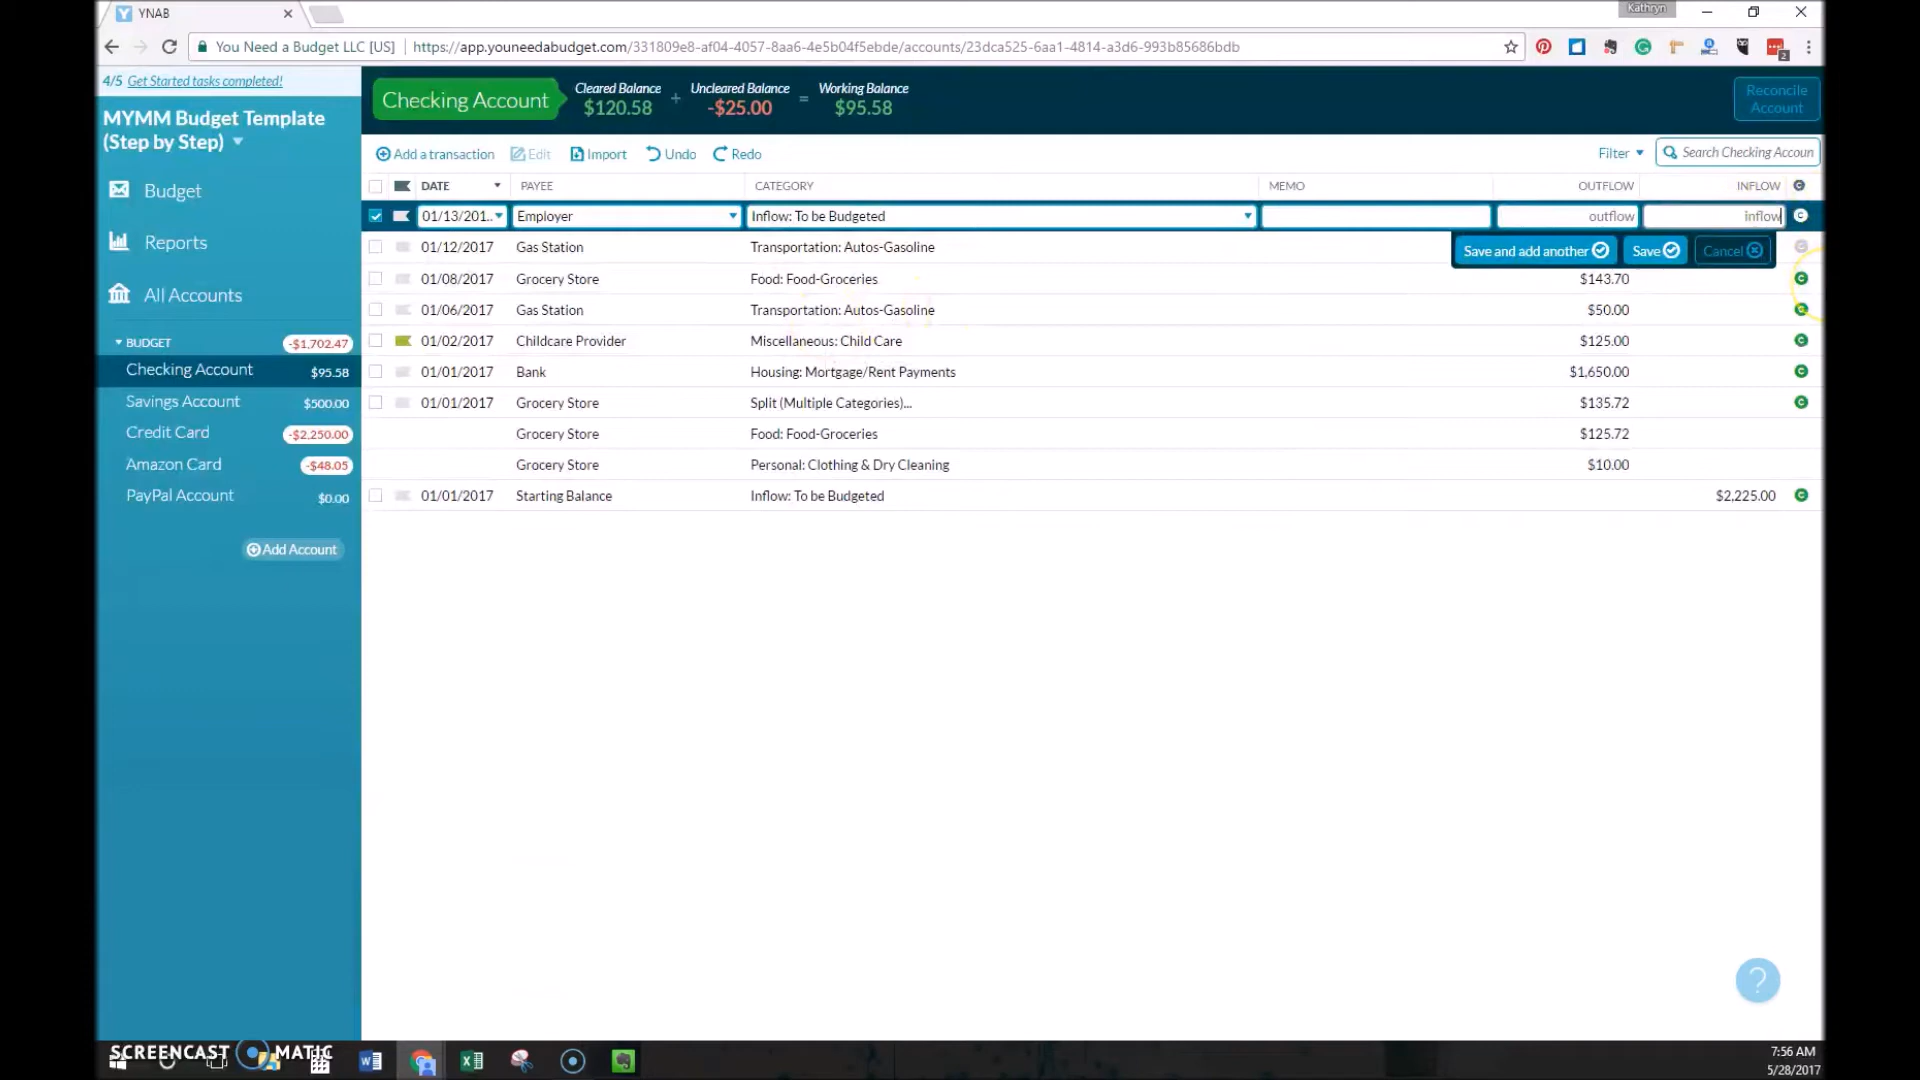 YNAB
Kathryn
You Need a Budget LLC [US] | https://app.youneedabudget.com/331809e8-af04-4057-8aa6-4e5b04f5ebde/accounts/23dca525-6aa1-4814-a3d6-993b85686bdb
2
4/5 Get Started tasks completed!
MYMM Budget Template
(Step by Step)
Budget
Reports
All Accounts
BUDGET -$1,702.47
Checking Account $95.58
Savings Account $500.00
Credit Card -$2,250.00
Amazon Card -$48.05
PayPal Account $0.00
Add Account
Checking Account
Cleared Balance + Uncleared Balance = Working Balance
$120.58 -$25.00 $95.58
Reconcile
Account
Add a transaction Edit Import Undo Redo
Filter Search Checking Accoun
DATE PAYEE CATEGORY MEMO OUTFLOW INFLOW C
01/13/201... Employer Inflow: To be Budgeted outflow inflow C
01/12/2017 Gas Station Transportation: Autos-Gasoline C
Save and add another Save Cancel
01/08/2017 Grocery Store Food: Food-Groceries $143.70 C
01/06/2017 Gas Station Transportation: Autos-Gasoline $50.00 C
01/02/2017 Childcare Provider Miscellaneous: Child Care $125.00 C
01/01/2017 Bank Housing: Mortgage/Rent Payments $1,650.00 C
01/01/2017 Grocery Store Split (Multiple Categories)... $135.72 C
Grocery Store Food: Food-Groceries $125.72
Grocery Store Personal: Clothing & Dry Cleaning $10.00
01/01/2017 Starting Balance Inflow: To be Budgeted $2,225.00 C
?
SCREENCAST MATIC
7:56 AM
5/28/2017